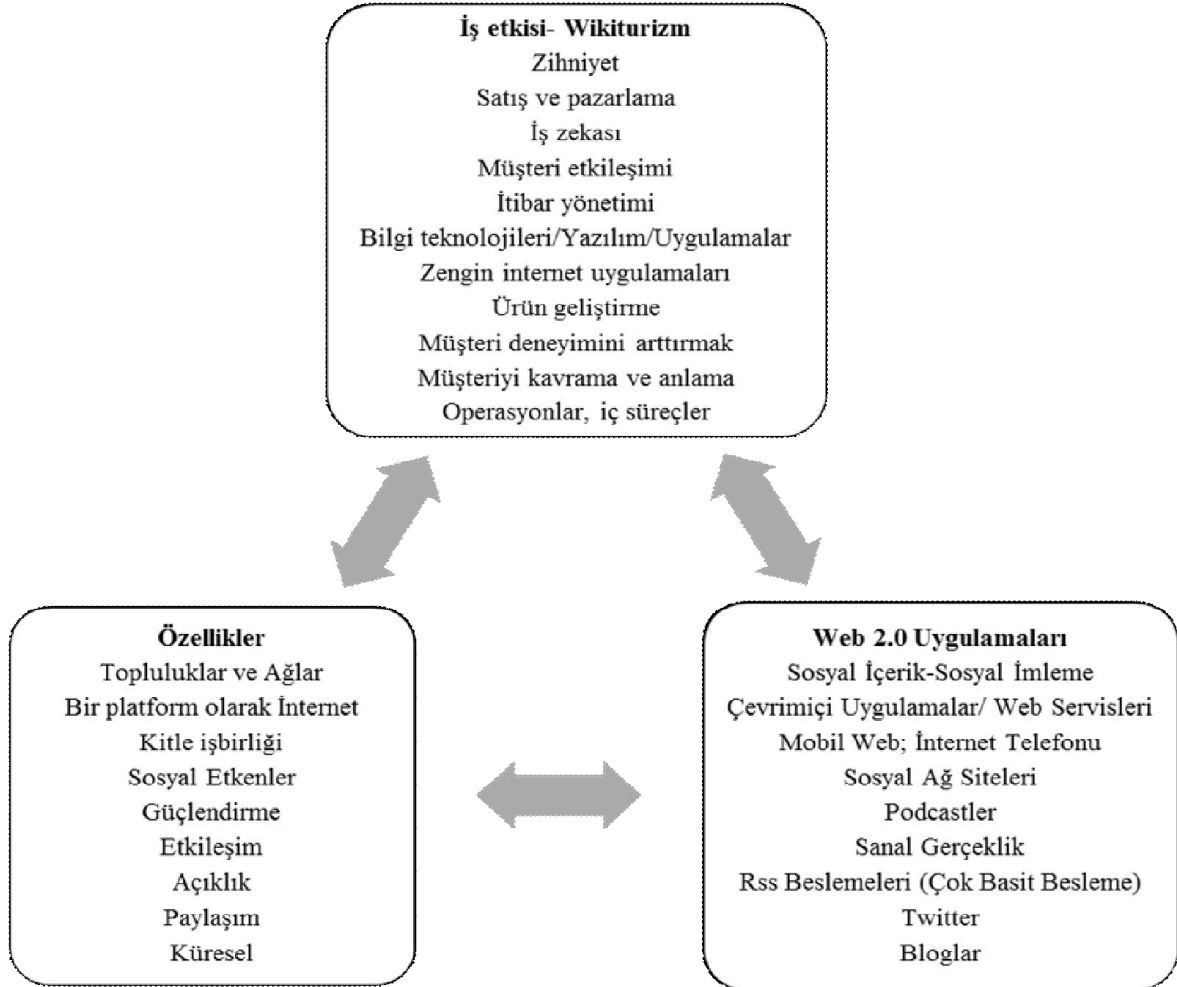 İş etkisi- Wikiturizm
Zihniyet
Satış ve pazarlama
İş zekası
Müşteri etkileşimi
İtibar yönetimi
Bilgi teknolojileri/Yazılım/Uygulamalar
Zengin internet uygulamaları
Ürün geliştirme
Müşteri deneyimini arttırmak
Müşteriyi kavrama ve anlama
Operasyonlar, iç süreçler
Özellikler
Topluluklar ve Ağlar
Bir platform olarak İnternet
Kitle işbirliği
Sosyal Etkenler
Güçlendirme
Etkileşim
Açıklık
Paylaşım
Küresel
Web 2.0 Uygulamaları
Sosyal İçerik-Sosyal İmleme
Çevrimiçi Uygulamalar/ Web Servisleri
Mobil Web; İnternet Telefonu
Sosyal Ağ Siteleri
Podcastler
Sanal Gerçeklik
Rss Beslemeleri (Çok Basit Besleme)
Twitter
Bloglar